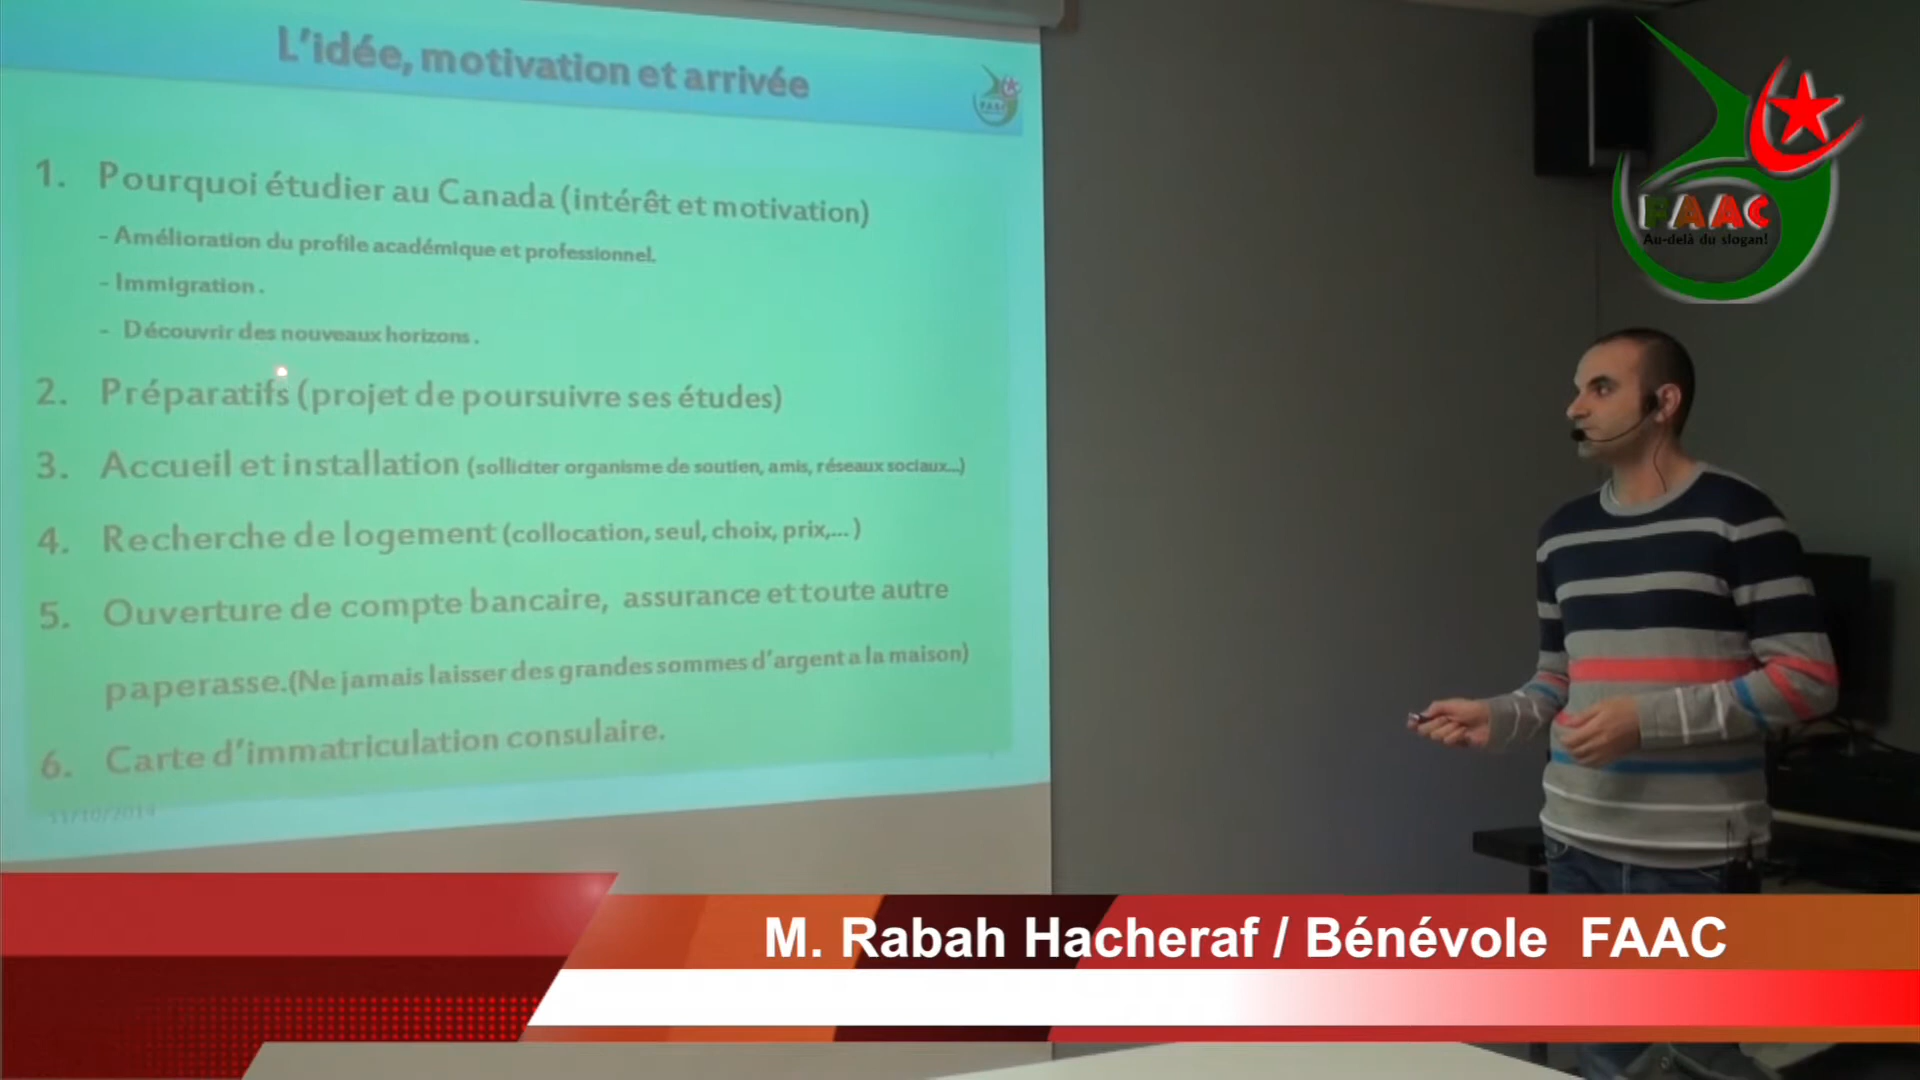 L'idée, motivation et arrivée
FAAC
1. Pourquoi étudier au Canada (intérêt et motivation)
- Amélioration du profile académique et professionnel.
- Immigration.
- Découvrir des nouveaux horizons.
2. Préparatifs (projet de poursuivre ses études)
3. Accueil et installation (solliciter organisme de soutien, amis, réseaux sociaux...)
4. Recherche de logement (collocation, seul, choix, prix,... )
5. Ouverture de compte bancaire, assurance et toute autre
paperasse.(Ne jamais laisser des grandes sommes d'argent a la maison)
6. Carte d'immatriculation consulaire.
11/10/2014
FAAC
Au-delà du slogan!
M. Rabah Hacheraf / Bénévole FAAC